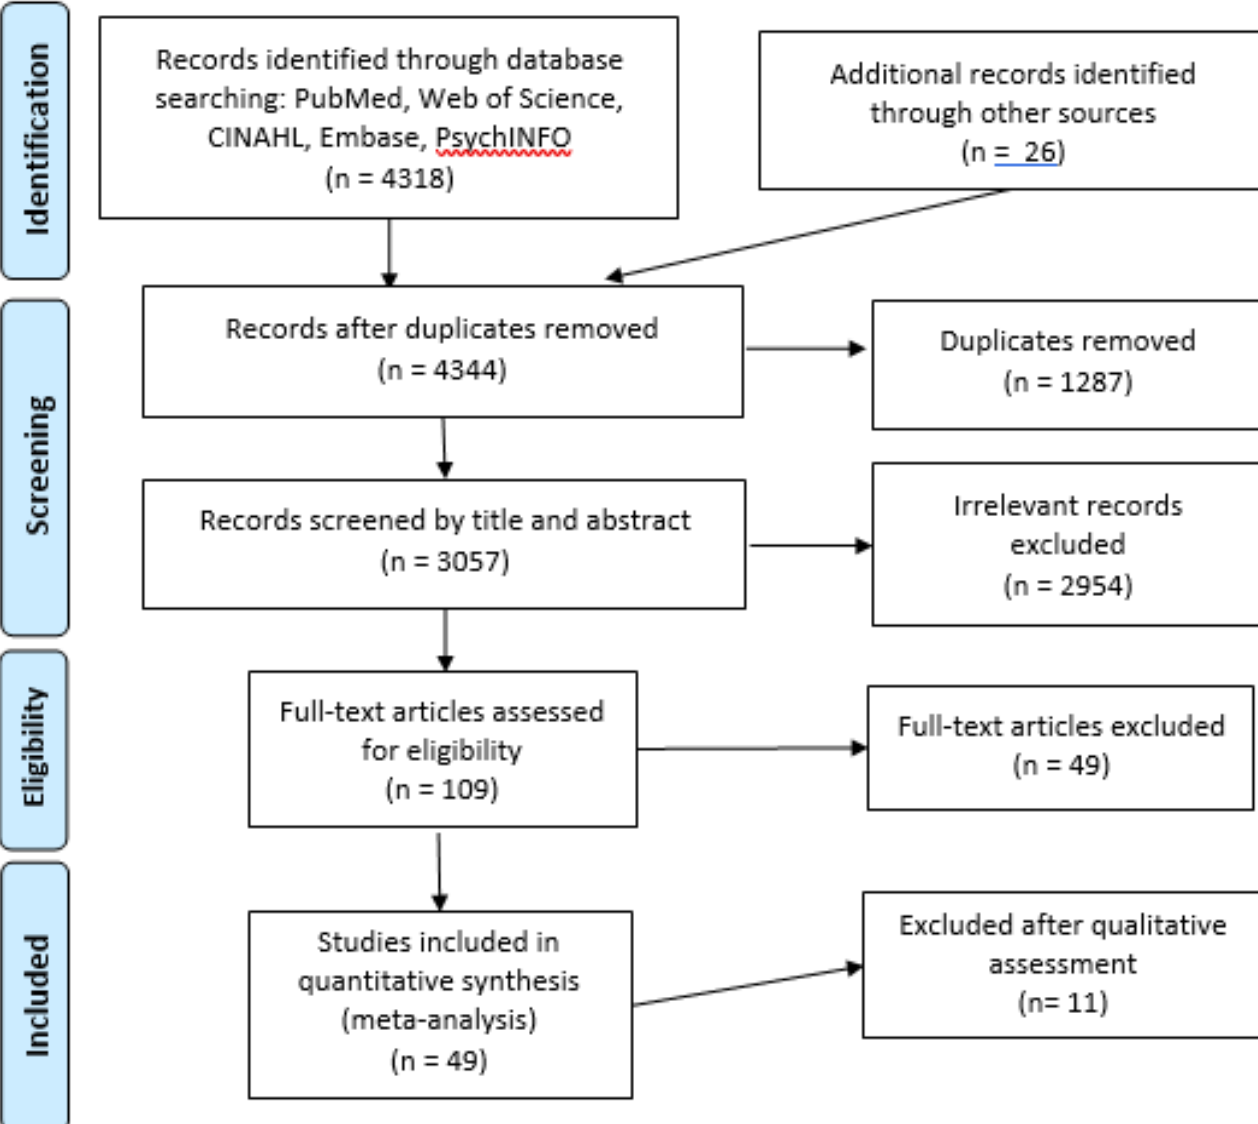 Identification
Records identified through database
searching: PubMed, Web of Science,
CINAHL, Embase, PsychINFO
(n = 4318)
Additional records identified
through other sources
(n =  26)
Screening
Records after duplicates removed
(n = 4344)
Duplicates removed
(n = 1287)
Records screened by title and abstract
(n = 3057)
Irrelevant records
excluded
(n = 2954)
Eligibility
Full-text articles assessed
for eligibility
(n = 109)
Full-text articles excluded
(n = 49)
Included
Studies included in
quantitative synthesis
(meta-analysis)
(n = 49)
Excluded after qualitative
assessment
(n= 11)